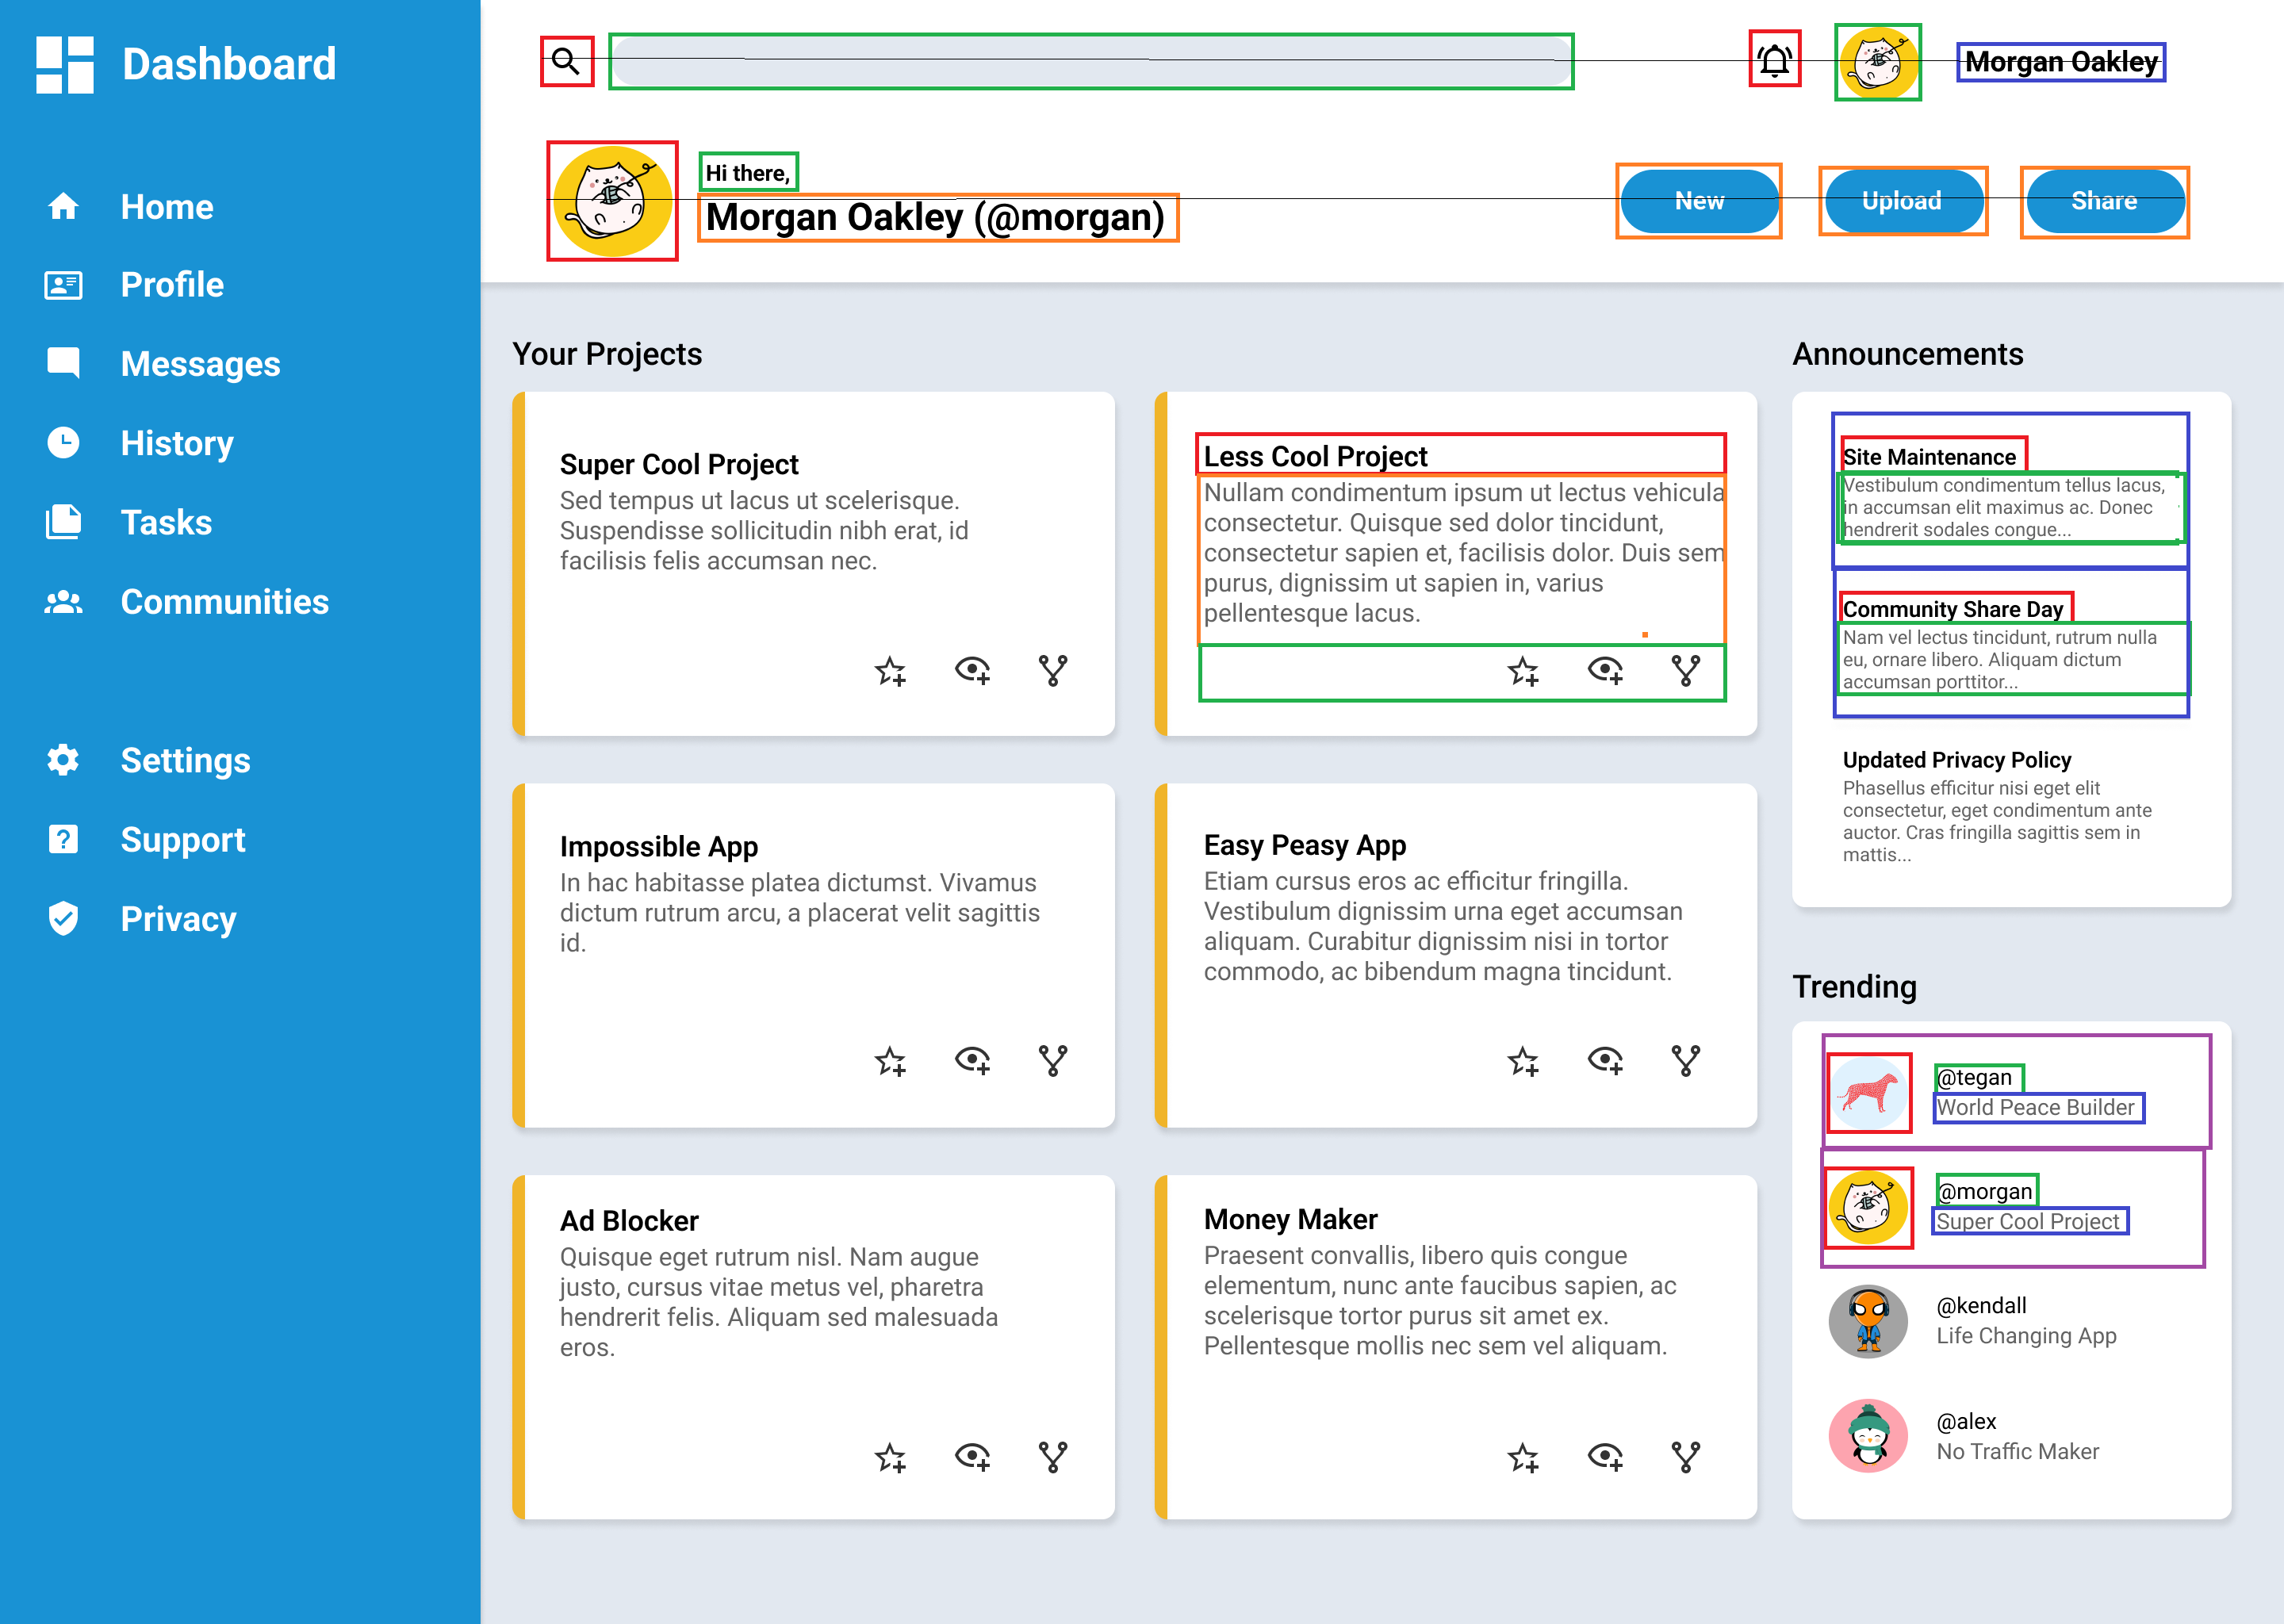 Dashboard
Home
Profile
Messages
History
Tasks
Communities
Settings
Support
Privacy
Morgan Oakley
Hi there,
Morgan Oakley (@morgan)
New
Upload
Share
Your Projects
Super Cool Project
Sed tempus ut lacus ut scelerisque.
Suspendisse sollicitudin nibh erat, id
facilisis felis accumsan nec.
Less Cool Project
Nullam condimentum ipsum ut lectus vehicula
consectetur. Quisque sed dolor tincidunt,
consectetur sapien et, facilisis dolor. Duis sem
purus, dignissim ut sapien in, varius
pellentesque lacus.
Impossible App
In hac habitasse platea dictumst. Vivamus
dictum rutrum arcu, a placerat velit sagittis
id.
Easy Peasy App
Etiam cursus eros ac efficitur fringilla.
Vestibulum dignissim urna eget accumsan
aliquam. Curabitur dignissim nisi in tortor
commodo, ac bibendum magna tincidunt.
Ad Blocker
Quisque eget rutrum nisl. Nam augue
justo, cursus vitae metus vel, pharetra
hendrerit felis. Aliquam sed malesuada
eros.
Money Maker
Praesent convallis, libero quis congue
elementum, nunc ante faucibus sapien, ac
scelerisque tortor purus sit amet ex.
Pellentesque mollis nec sem vel aliquam.
Announcements
Site Maintenance
Vestibulum condimentum tellus lacus,
in accumsan elit maximus ac. Donec
hendrerit sodales congue...
Community Share Day
Nam vel lectus tincidunt, rutrum nulla
eu, ornare libero. Aliquam dictum
accumsan porttitor...
Updated Privacy Policy
Phasellus efficitur nisi eget elit
consectetur, eget condimentum ante
auctor. Cras fringilla sagittis sem in
mattis...
Trending
@tegan
World Peace Builder
@morgan
Super Cool Project
@kendall
Life Changing App
@alex
No Traffic Maker